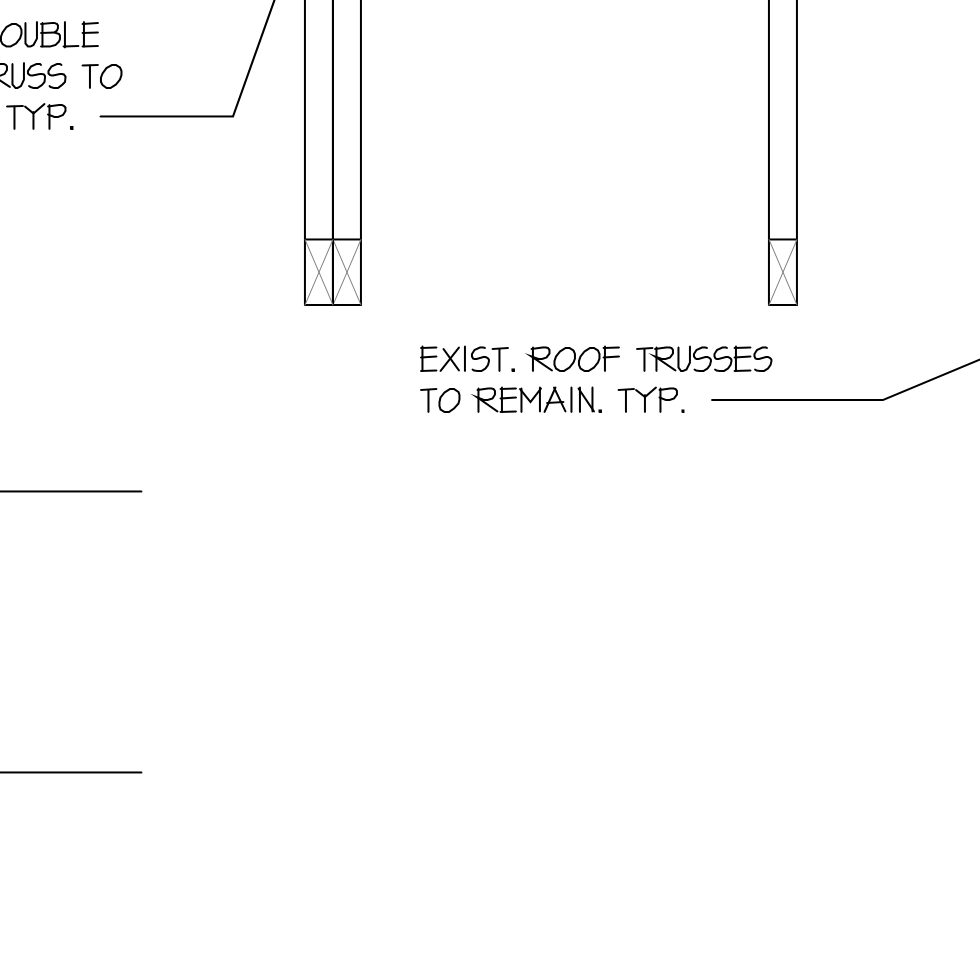 OUBLE
RUSS TO
TYP.
EXIST. ROOF TRUSSES
TO REMAIN. TYP.